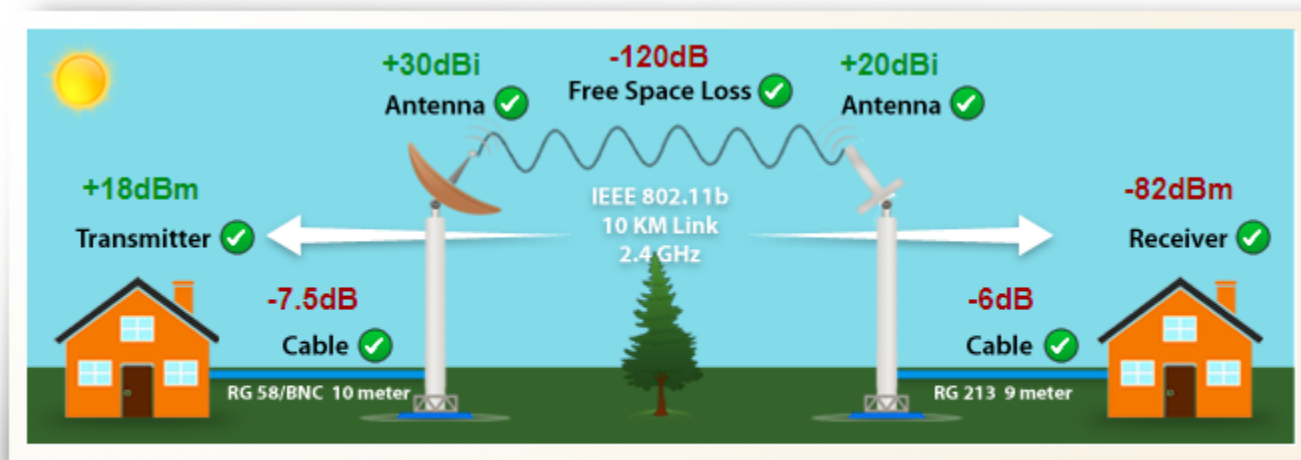 +30dBi
Antenna
-120dB
Free Space Loss
+20dBi
Antenna
+18dBm
Transmitter
IEEE 802.11b
10 KM Link
2.4 GHz
-82dBm
Receiver
-7.5dB
Cable
RG 58/BNC 10 meter
-6dB
Cable
RG 213 9 meter